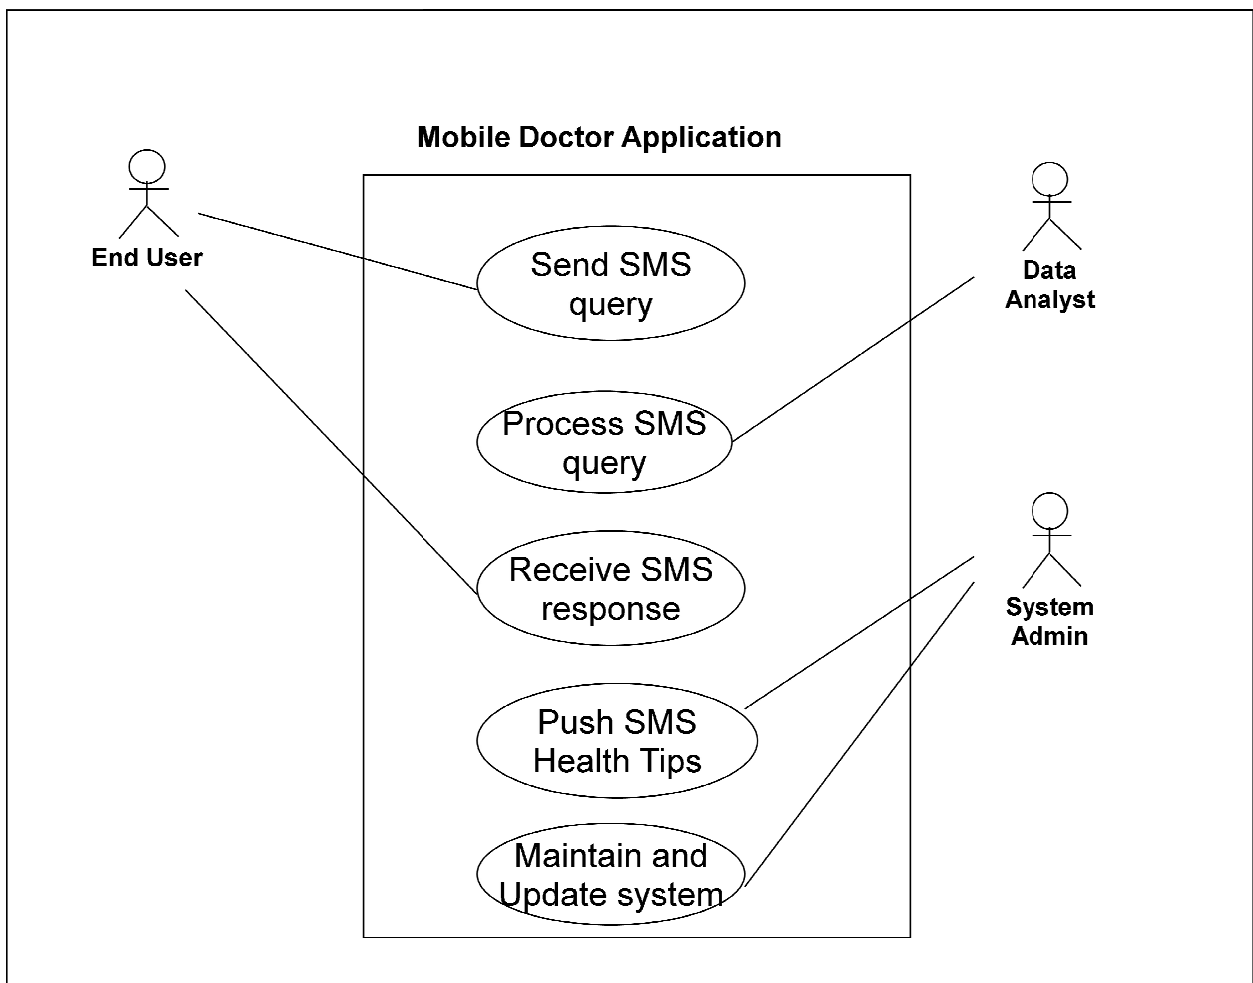 Mobile Doctor Application
End User
Send SMS
query
Data
Analyst
Process SMS
query
Receive SMS
response
System
Admin
Push SMS
Health Tips
Maintain and
Update system